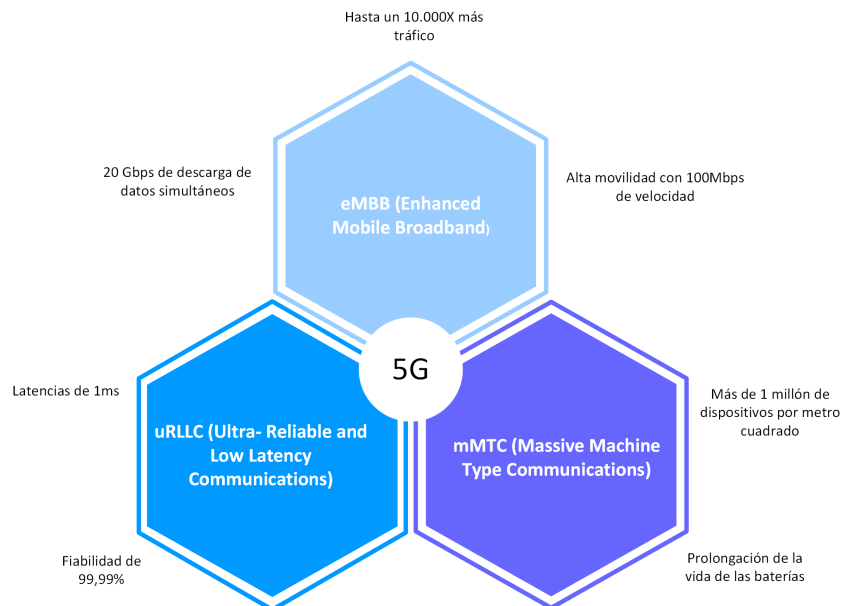 Hasta un 10.000X más
tráfico
20 Gbps de descarga de
datos simultáneos
Alta movilidad con 100Mbps
de velocidad
eMBB (Enhanced
Mobile Broadband)
5G
Latencias de 1ms
uRLLC (Ultra- Reliable and
Low Latency
Communications)
mMTC (Massive Machine
Type Communications)
Más de 1 millón de
dispositivos por metro
cuadrado
Fiabilidad de
99,99%
Prolongación de la
vida de las baterías